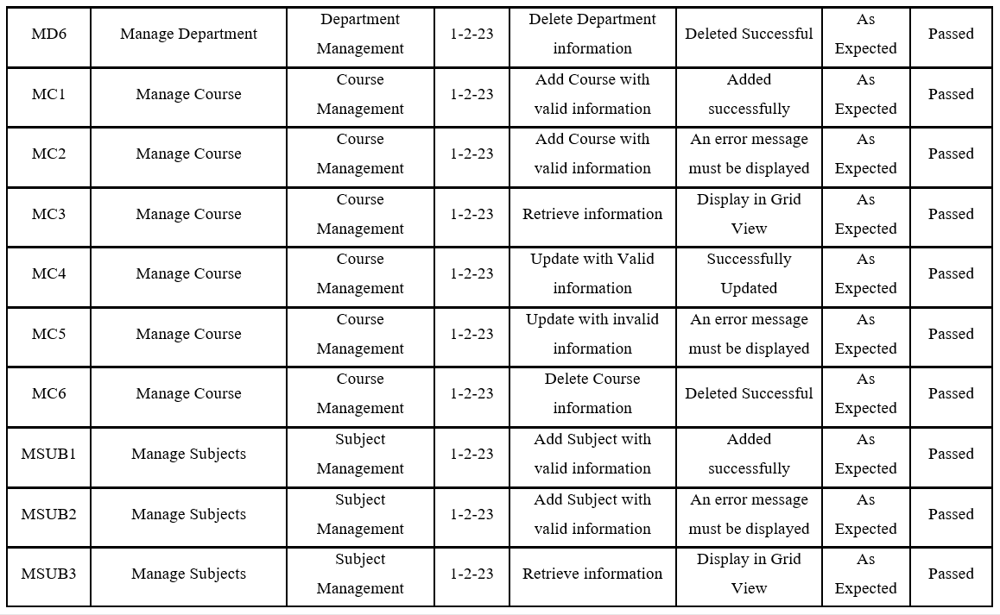 MD6 Manage Department Department Management 1-2-23 Delete Department information Deleted Successful As Expected Passed
MC1 Manage Course Course Management 1-2-23 Add Course with valid information Added successfully As Expected Passed
MC2 Manage Course Course Management 1-2-23 Add Course with valid information An error message must be displayed As Expected Passed
MC3 Manage Course Course Management 1-2-23 Retrieve information Display in Grid View As Expected Passed
MC4 Manage Course Course Management 1-2-23 Update with Valid information Successfully Updated As Expected Passed
MC5 Manage Course Course Management 1-2-23 Update with invalid information An error message must be displayed As Expected Passed
MC6 Manage Course Course Management 1-2-23 Delete Course information Deleted Successful As Expected Passed
MSUB1 Manage Subjects Subject Management 1-2-23 Add Subject with valid information Added successfully As Expected Passed
MSUB2 Manage Subjects Subject Management 1-2-23 Add Subject with valid information An error message must be displayed As Expected Passed
MSUB3 Manage Subjects Subject Management 1-2-23 Retrieve information Display in Grid View As Expected Passed